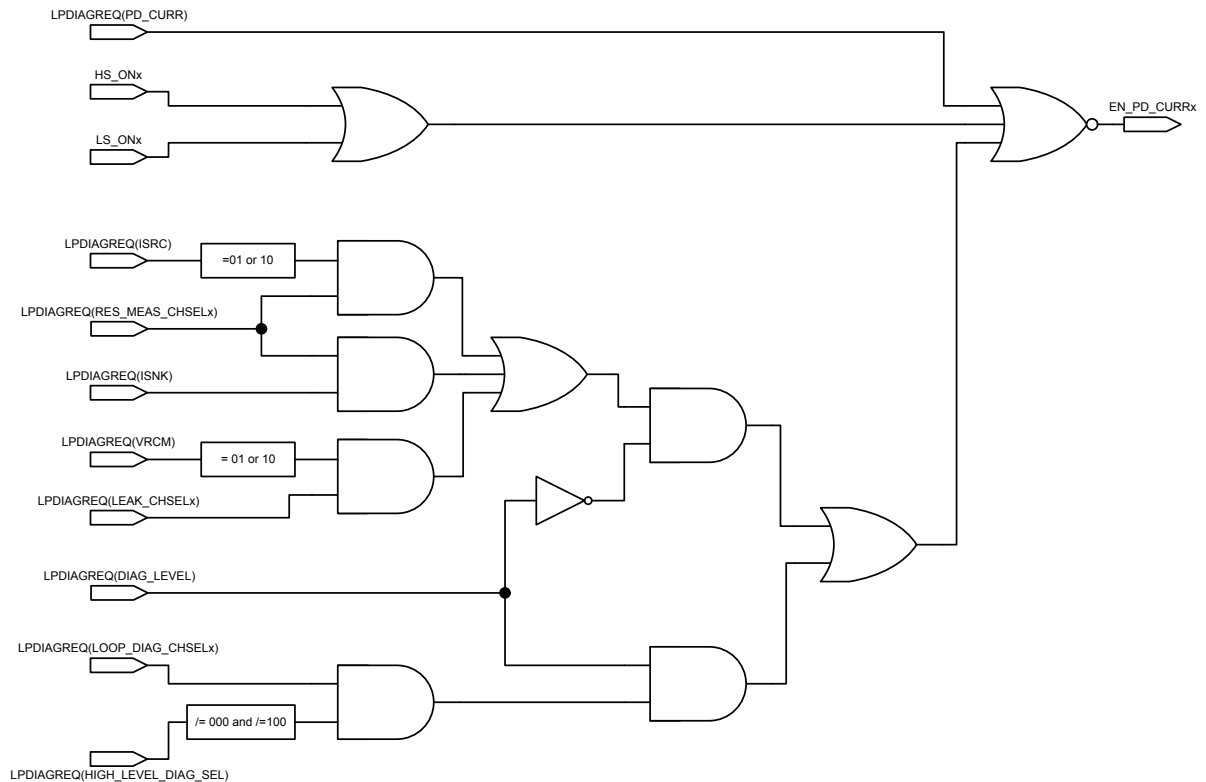 LPDIAGREQ(PD_CURR)
HS_ONx
EN_PD_CURRx
LS_ONx
LPDIAGREQ(ISRC)
=01 or 10
LPDIAGREQ(RES_MEAS_CHSELx)
LPDIAGREQ(ISNK)
LPDIAGREQ(VRCM)
= 01 or 10
LPDIAGREQ(LEAK_CHSELx)
LPDIAGREQ(DIAG_LEVEL)
LPDIAGREQ(LOOP_DIAG_CHSELx)
/= 000 and /=100
LPDIAGREQ(HIGH_LEVEL_DIAG_SEL)